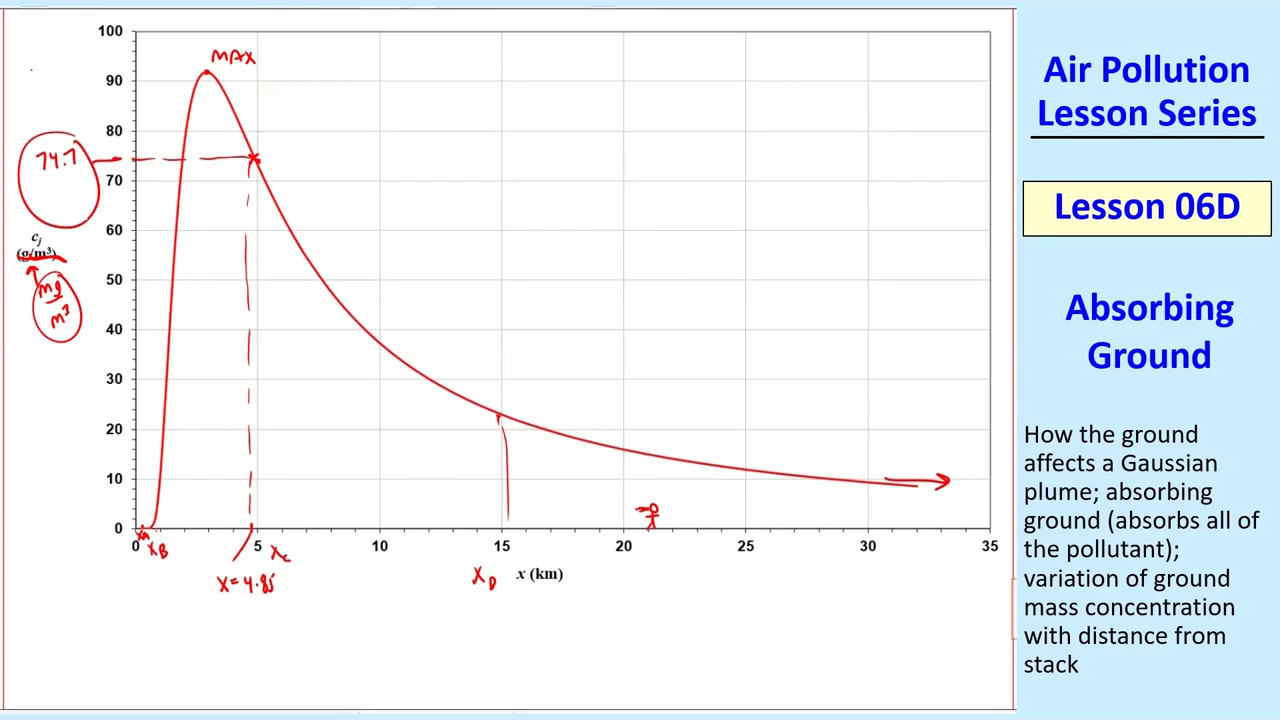 100
90
80
70
60
50
40
30
20
10
0
MAX
74.7
cj
(g/m³)
mg
m³
xA
xB
0
5
10
15
20
25
30
35
xC
x = 4.85
xD
x (km)
Air Pollution
Lesson Series
Lesson 06D
Absorbing
Ground
How the ground
affects a Gaussian
plume; absorbing
ground (absorbs all of
the pollutant);
variation of ground
mass concentration
with distance from
stack